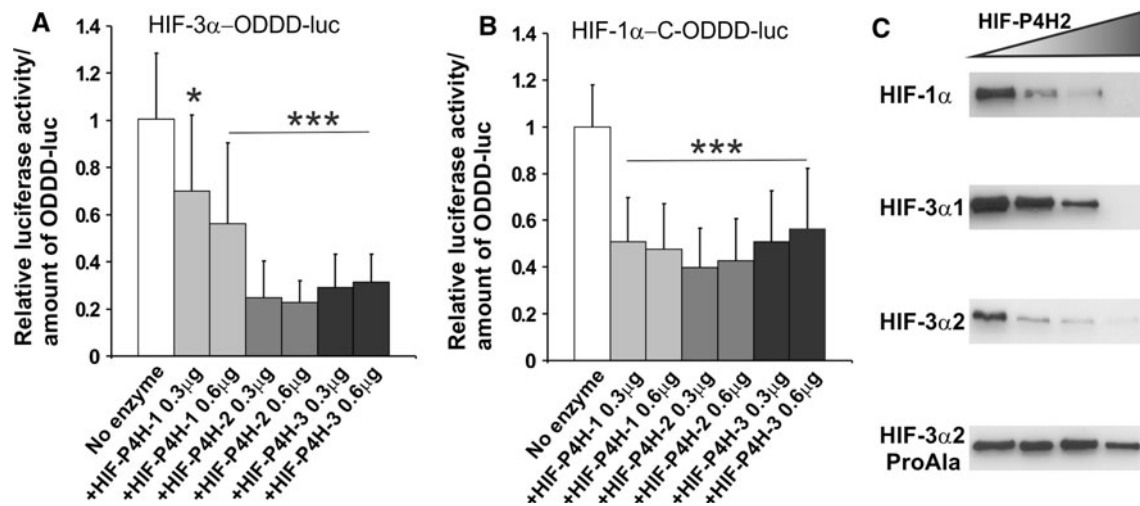 A
HIF-3α–ODDD-luc
Relative luciferase activity/
amount of ODDD-luc
1.4
1.2
1
0.8
0.6
0.4
0.2
0
*
***
No enzyme
+HIF-P4H-1 0.3μg
+HIF-P4H-1 0.6μg
+HIF-P4H-2 0.3μg
+HIF-P4H-2 0.6μg
+HIF-P4H-3 0.3μg
+HIF-P4H-3 0.6μg
B
HIF-1α–C-ODDD-luc
Relative luciferase activity/
amount of ODDD-luc
1.4
1.2
1
0.8
0.6
0.4
0.2
0
***
No enzyme
+HIF-P4H-1 0.3μg
+HIF-P4H-1 0.6μg
+HIF-P4H-2 0.3μg
+HIF-P4H-2 0.6μg
+HIF-P4H-3 0.3μg
+HIF-P4H-3 0.6μg
C
HIF-P4H2
HIF-1α
HIF-3α1
HIF-3α2
HIF-3α2
ProAla